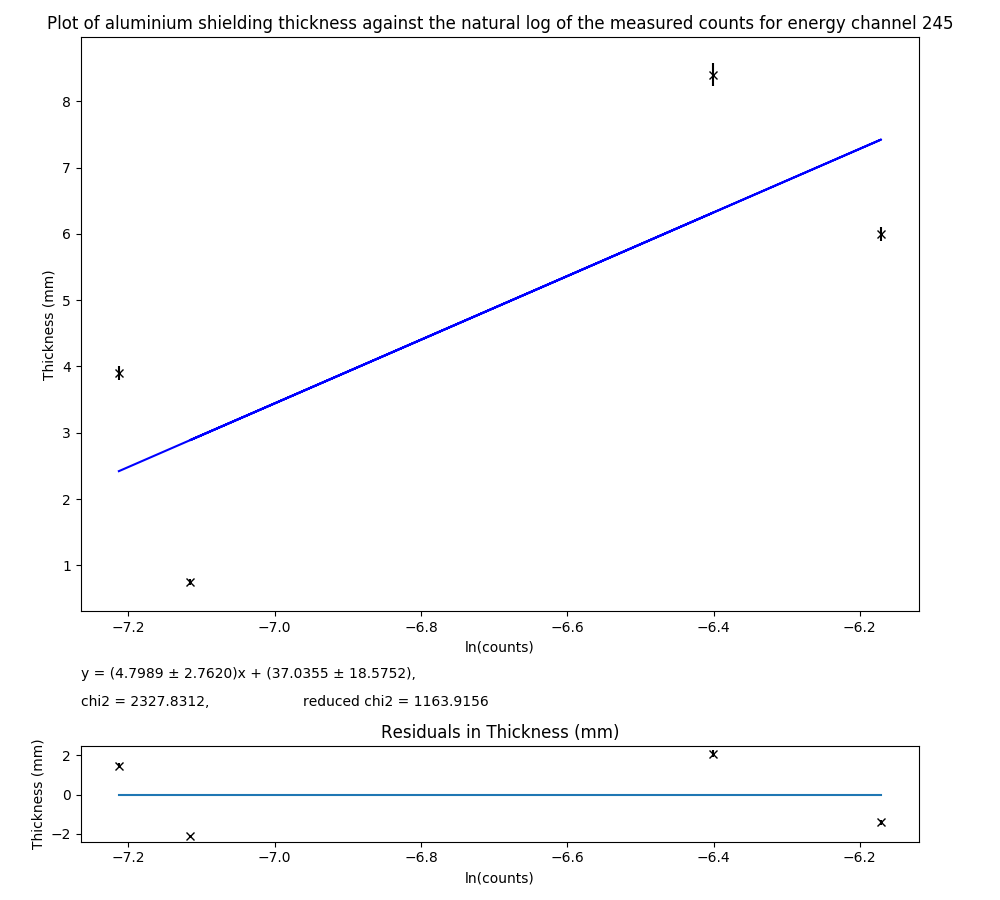 Plot of aluminium shielding thickness against the natural log of the measured counts for energy channel 245
Thickness (mm)
8
7
6
5
4
3
2
1
−7.2 −7.0 −6.8 −6.6 −6.4 −6.2
ln(counts)
y = (4.7989 ± 2.7620)x + (37.0355 ± 18.5752),
chi2 = 2327.8312, reduced chi2 = 1163.9156
Residuals in Thickness (mm)
Thickness (mm)
2
0
−2
−7.2 −7.0 −6.8 −6.6 −6.4 −6.2
ln(counts)